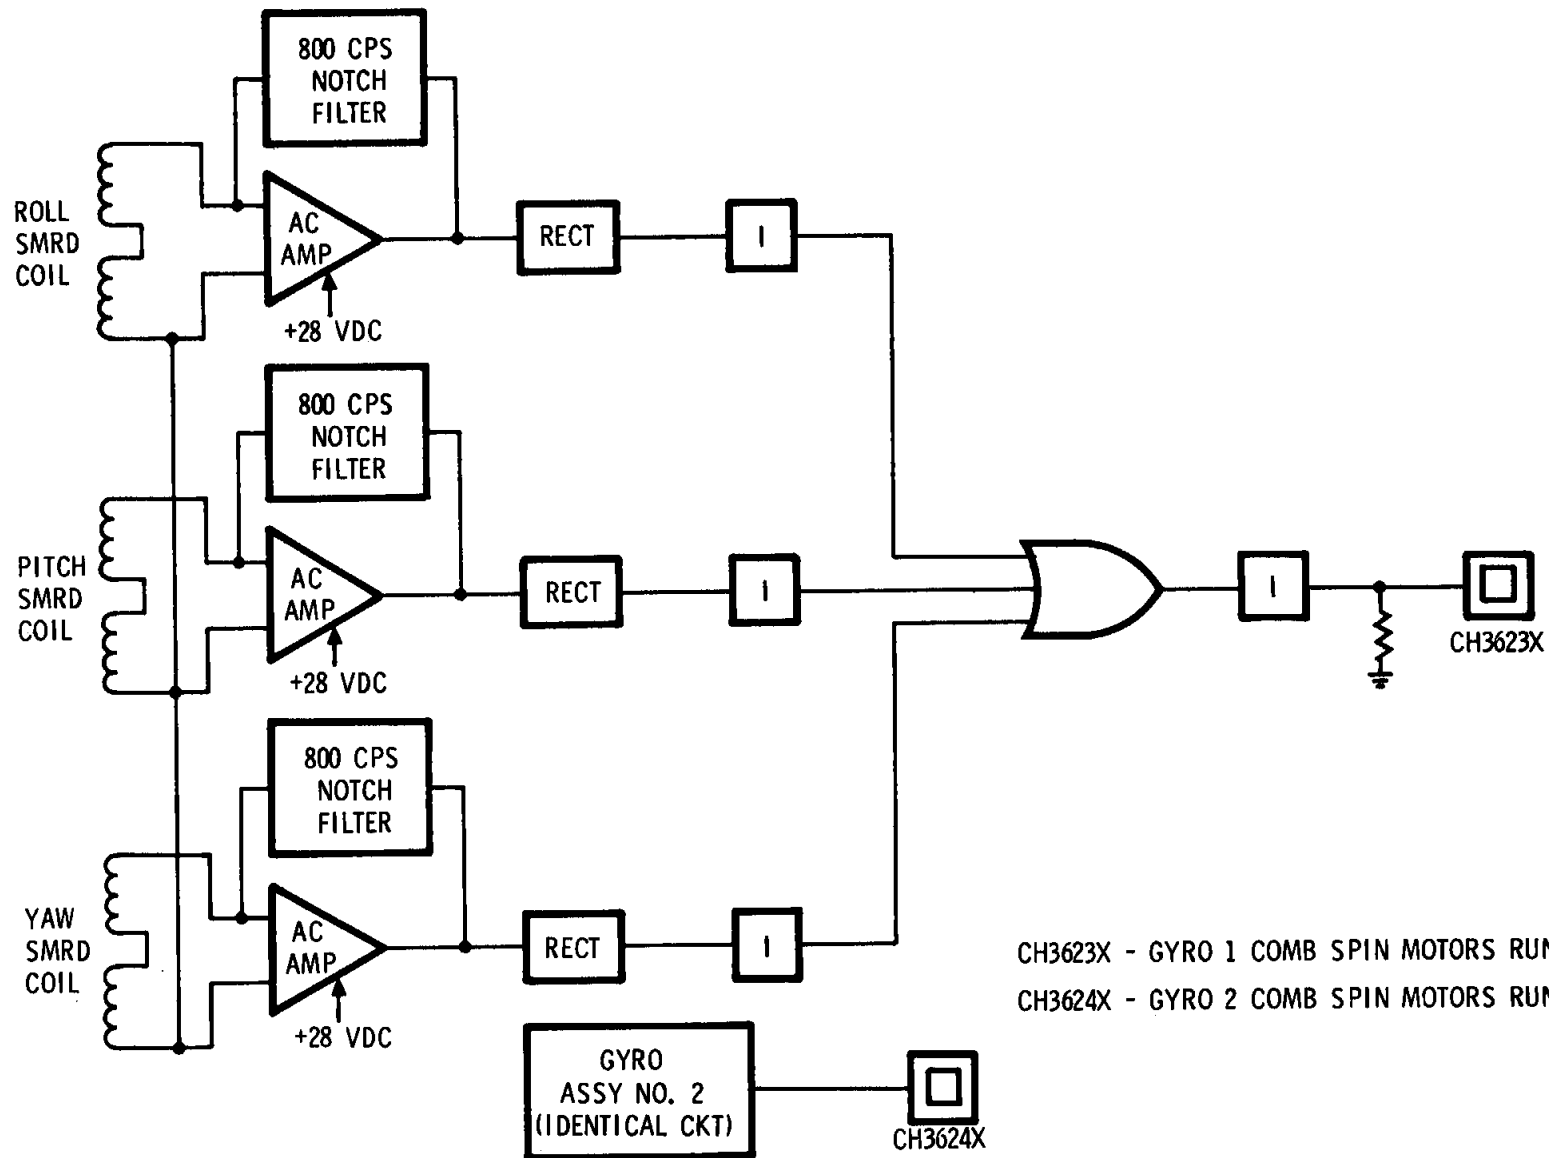 800 CPS
NOTCH
FILTER
ROLL
SMRD
COIL
AC
AMP
+28 VDC
RECT
I
800 CPS
NOTCH
FILTER
PITCH
SMRD
COIL
AC
AMP
+28 VDC
RECT
I
I
CH3623X
800 CPS
NOTCH
FILTER
YAW
SMRD
COIL
AC
AMP
+28 VDC
RECT
I
CH3623X - GYRO 1 COMB SPIN MOTORS RUN
CH3624X - GYRO 2 COMB SPIN MOTORS RUN
GYRO
ASSY NO. 2
(IDENTICAL CKT)
CH3624X